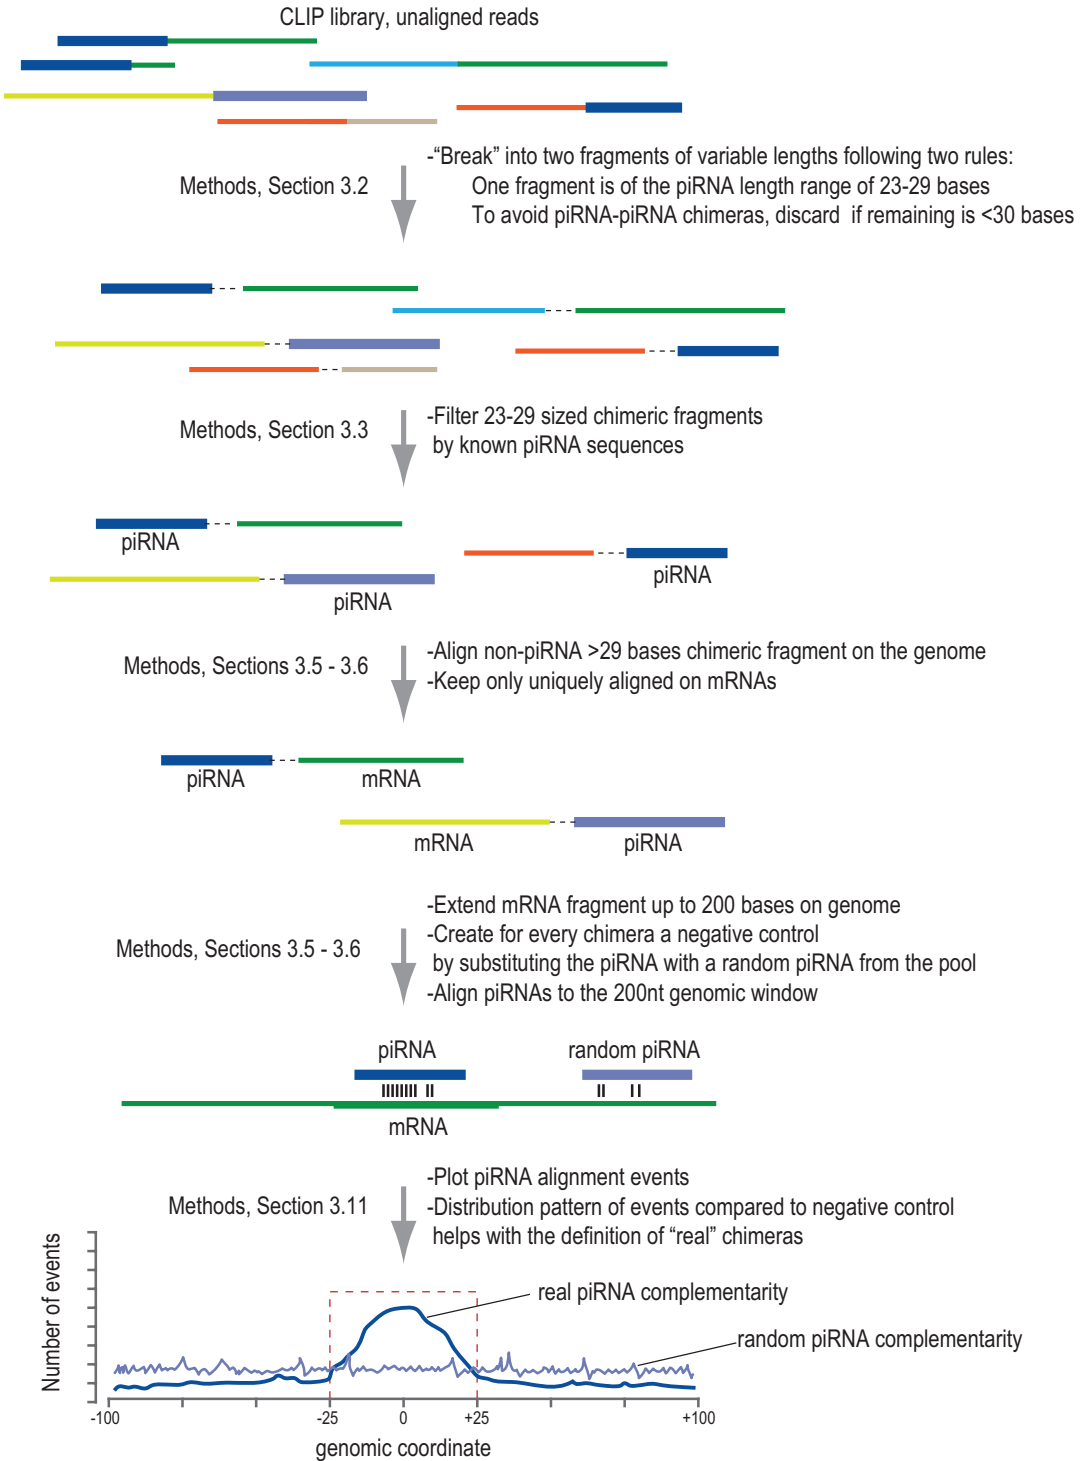 CLIP library, unaligned reads
Methods, Section 3.2
-“Break” into two fragments of variable lengths following two rules:
One fragment is of the piRNA length range of 23-29 bases
To avoid piRNA-piRNA chimeras, discard if remaining is <30 bases
Methods, Section 3.3
-Filter 23-29 sized chimeric fragments
by known piRNA sequences
piRNA
piRNA
piRNA
Methods, Sections 3.5 - 3.6
-Align non-piRNA >29 bases chimeric fragment on the genome
-Keep only uniquely aligned on mRNAs
piRNA
mRNA
mRNA
piRNA
Methods, Sections 3.5 - 3.6
-Extend mRNA fragment up to 200 bases on genome
-Create for every chimera a negative control
by substituting the piRNA with a random piRNA from the pool
-Align piRNAs to the 200nt genomic window
piRNA
random piRNA
mRNA
Methods, Section 3.11
-Plot piRNA alignment events
-Distribution pattern of events compared to negative control
helps with the definition of “real” chimeras
Number of events
real piRNA complementarity
random piRNA complementarity
-100
-25
0
+25
+100
genomic coordinate